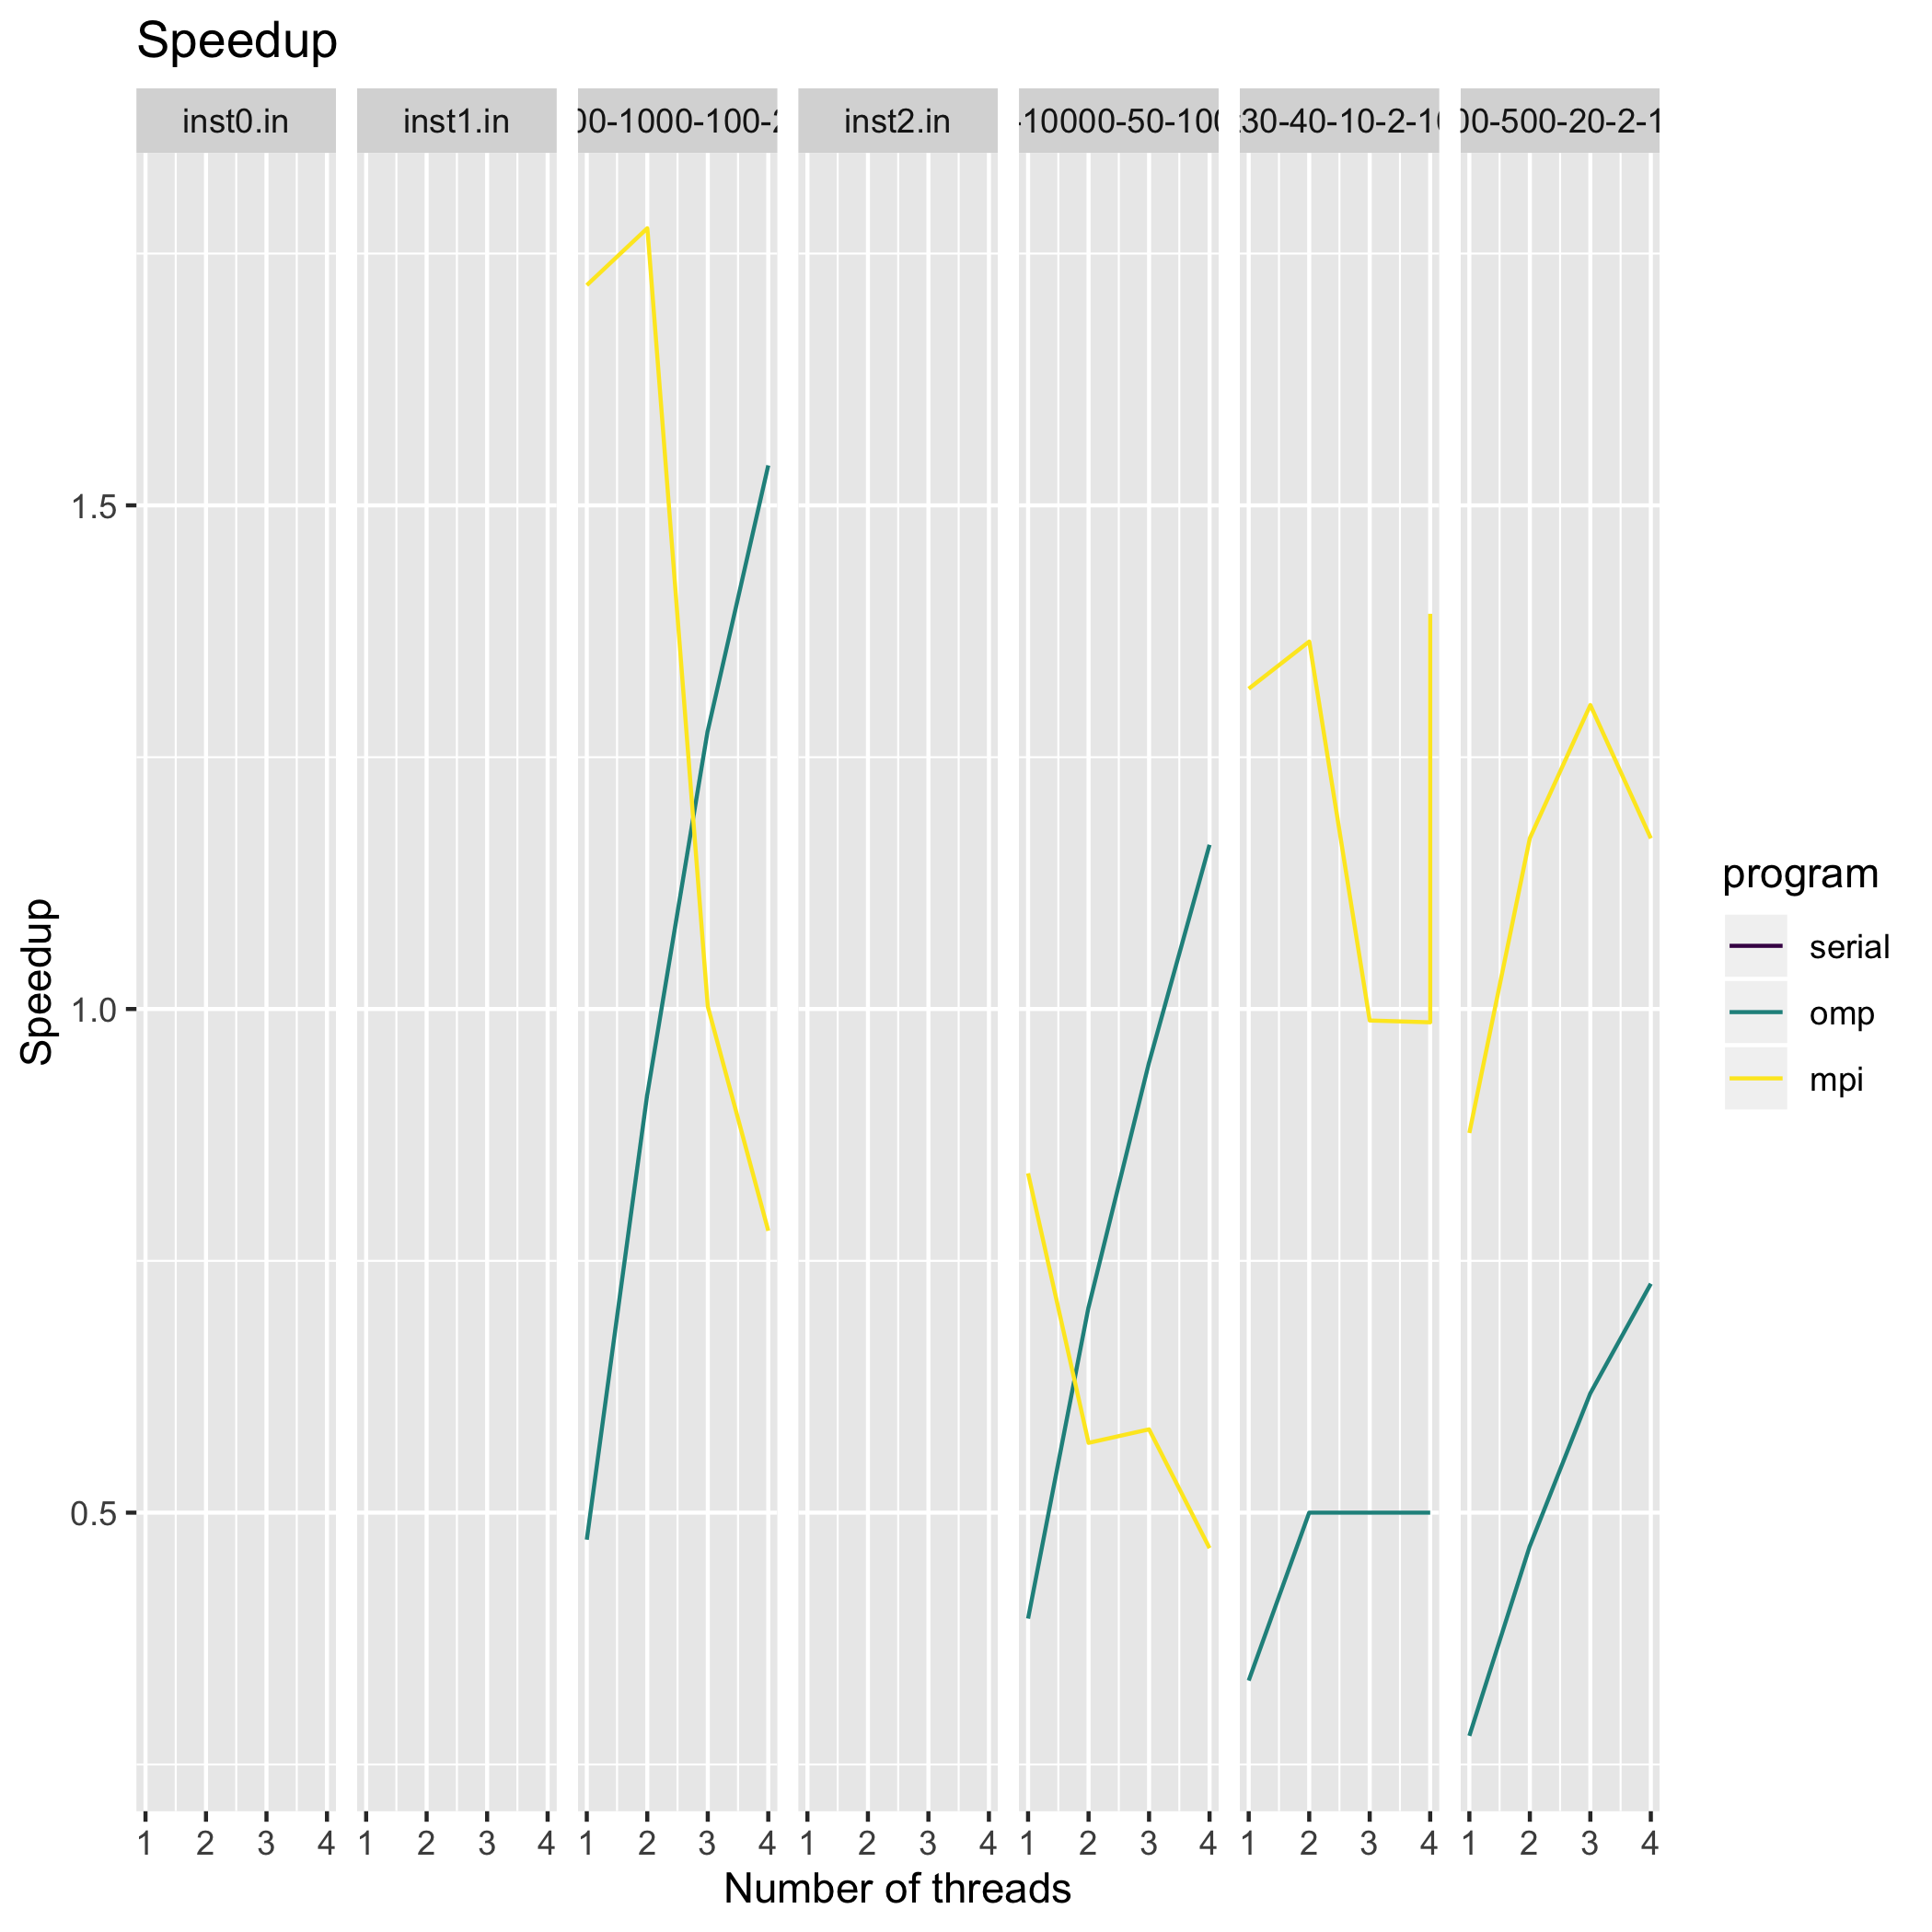 Speedup
inst0.in
inst1.in
00-1000-100-2
inst2.in
-10000-50-100
30-40-10-2-10
00-500-20-2-1
1.5
1.0
0.5
Speedup
1 2 3 4
1 2 3 4
1 2 3 4
1 2 3 4
1 2 3 4
1 2 3 4
1 2 3 4
Number of threads
program
serial
omp
mpi